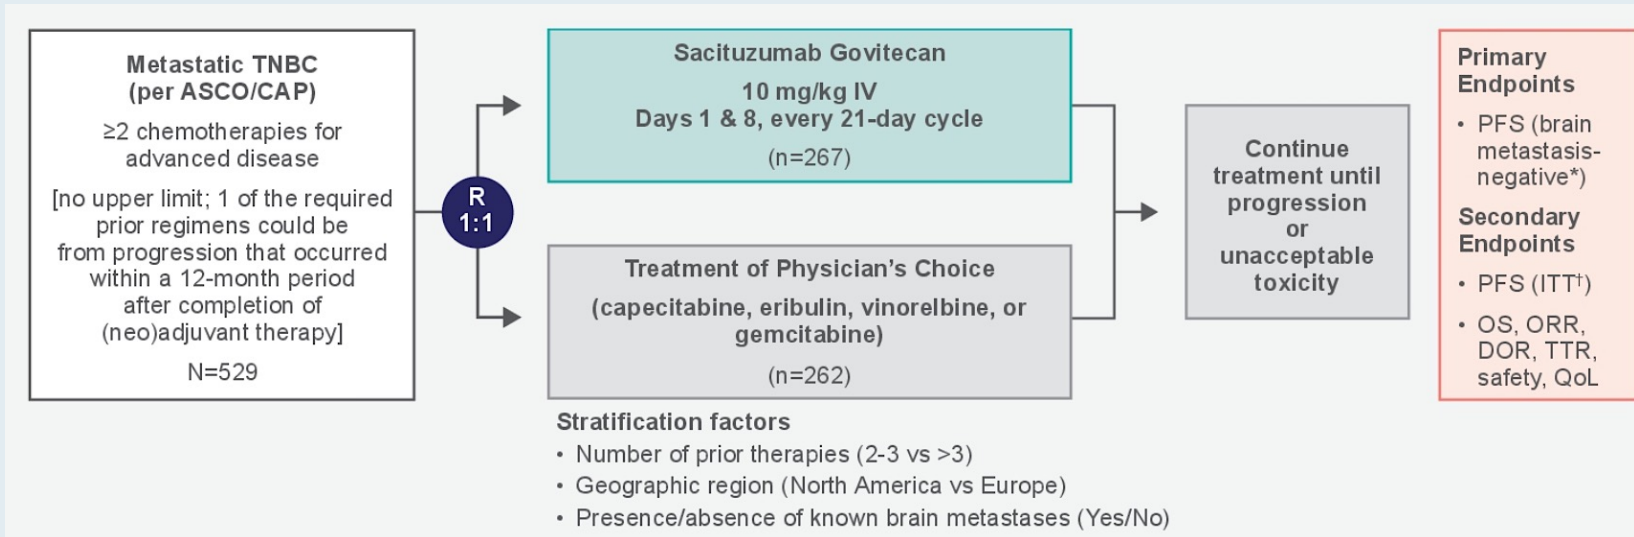 Metastatic TNBC
(per ASCO/CAP)
≥2 chemotherapies for
advanced disease
[no upper limit; 1 of the required
prior regimens could be
from progression that occurred
within a 12-month period
after completion of
(neo)adjuvant therapy]
N=529
R
1:1
Sacituzumab Govitecan
10 mg/kg IV
Days 1 & 8, every 21-day cycle
(n=267)
Treatment of Physician’s Choice
(capecitabine, eribulin, vinorelbine, or
gemcitabine)
(n=262)
Stratification factors
• Number of prior therapies (2-3 vs >3)
• Geographic region (North America vs Europe)
• Presence/absence of known brain metastases (Yes/No)
Continue
treatment until
progression
or
unacceptable
toxicity
Primary
Endpoints
• PFS (brain
metastasis-
negative*)
Secondary
Endpoints
• PFS (ITT†)
• OS, ORR,
DOR, TTR,
safety, QoL